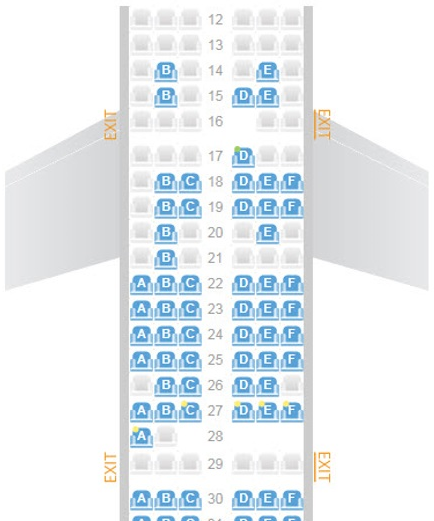 12
13
B 14 E
B 15 D E
EXIT 16 EXIT
17 D
B C 18 D E F
B C 19 D E F
B 20 E
B 21
A B C 22 D E F
A B C 23 D E F
A B C 24 D E F
A B C 25 D E F
B C 26 D E
A B C 27 D E F
A 28
EXIT 29 EXIT
A B C 30 D E F